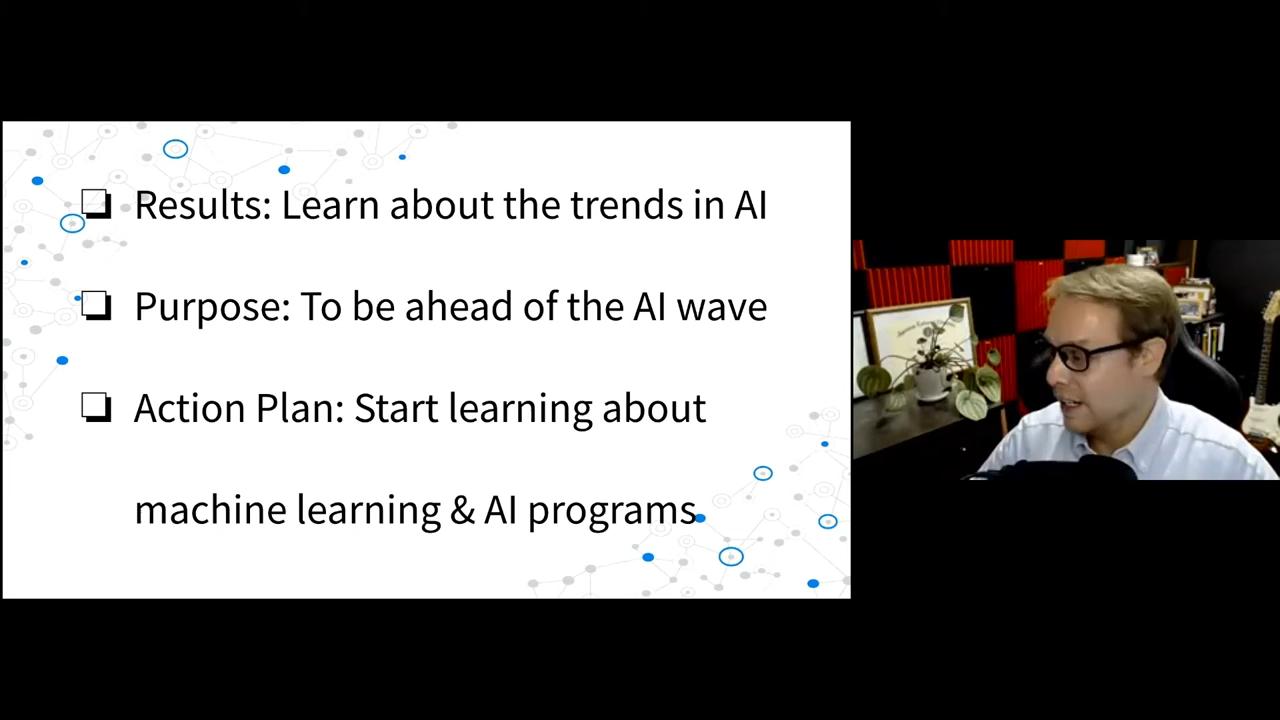 Results: Learn about the trends in AI
Purpose: To be ahead of the AI wave
Action Plan: Start learning about
machine learning & AI programs